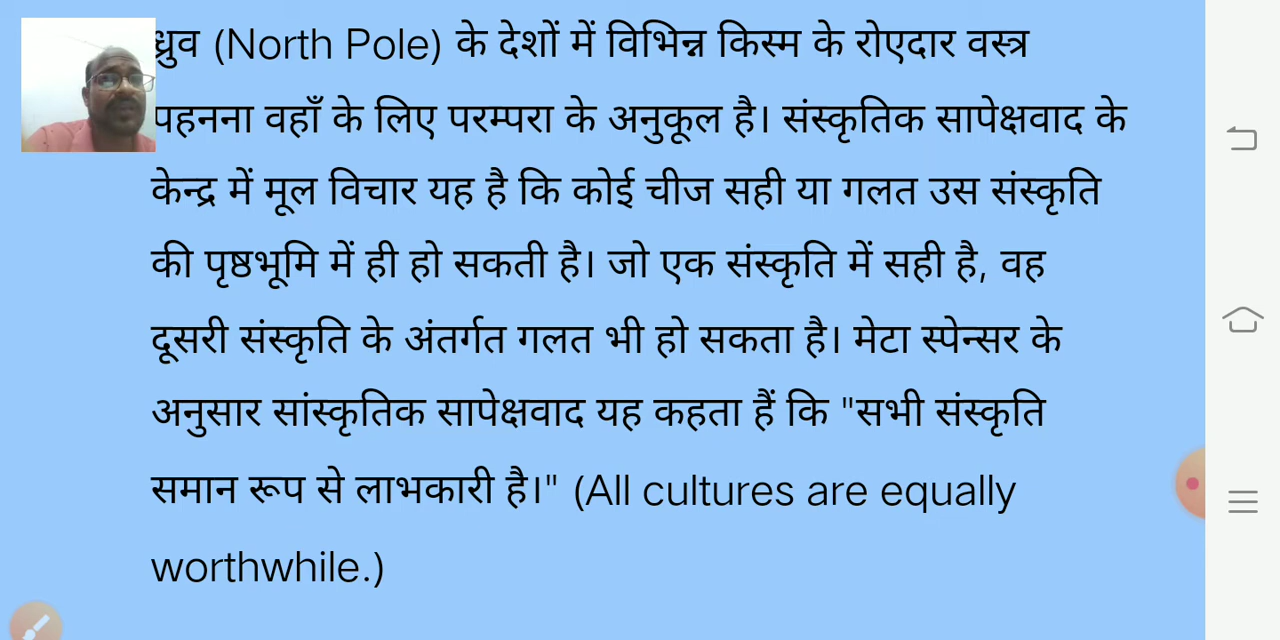 ध्रुव (North Pole) के देशों में विभिन्न किस्म के रोएदार वस्त्र
पहनना वहाँ के लिए परम्परा के अनुकूल है। संस्कृतिक सापेक्षवाद के
केन्द्र में मूल विचार यह है कि कोई चीज सही या गलत उस संस्कृति
की पृष्ठभूमि में ही हो सकती है। जो एक संस्कृति में सही है, वह
दूसरी संस्कृति के अंतर्गत गलत भी हो सकता है। मेटा स्पेन्सर के
अनुसार सांस्कृतिक सापेक्षवाद यह कहता हैं कि "सभी संस्कृति
समान रूप से लाभकारी है।" (All cultures are equally
worthwhile.)